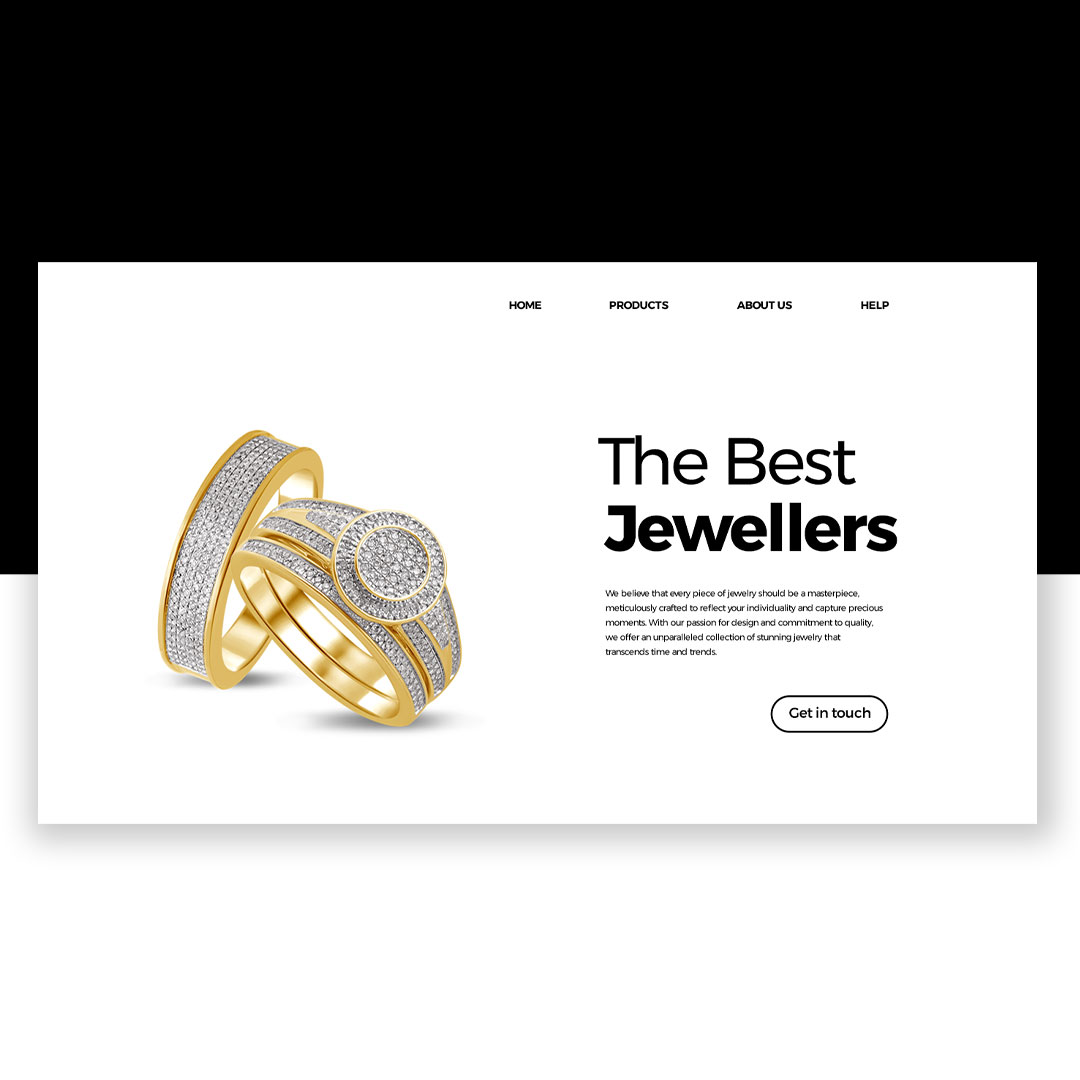 HOME PRODUCTS ABOUT US HELP
The Best
Jewellers
We believe that every piece of jewelry should be a masterpiece,
meticulously crafted to reflect your individuality and capture precious
moments. With our passion for design and commitment to quality,
we offer an unparalleled collection of stunning jewelry that
transcends time and trends.
Get in touch